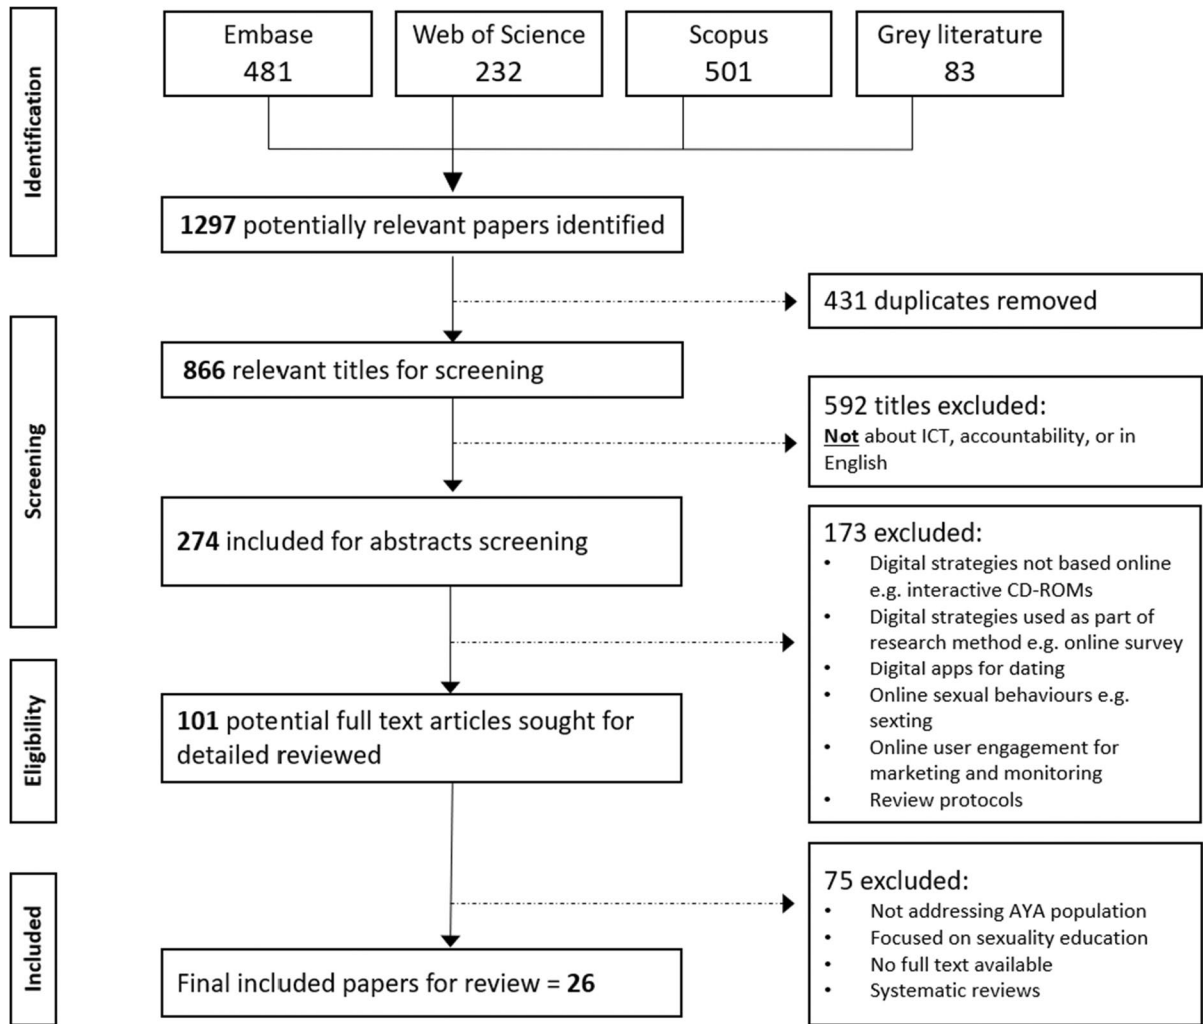 Identification
Embase
481
Web of Science
232
Scopus
501
Grey literature
83
1297 potentially relevant papers identified
431 duplicates removed
Screening
866 relevant titles for screening
592 titles excluded:
Not about ICT, accountability, or in
English
274 included for abstracts screening
173 excluded:
• Digital strategies not based online
e.g. interactive CD-ROMs
• Digital strategies used as part of
research method e.g. online survey
• Digital apps for dating
• Online sexual behaviours e.g.
sexting
• Online user engagement for
marketing and monitoring
• Review protocols
Eligibility
101 potential full text articles sought for
detailed reviewed
75 excluded:
• Not addressing AYA population
• Focused on sexuality education
• No full text available
• Systematic reviews
Included
Final included papers for review = 26